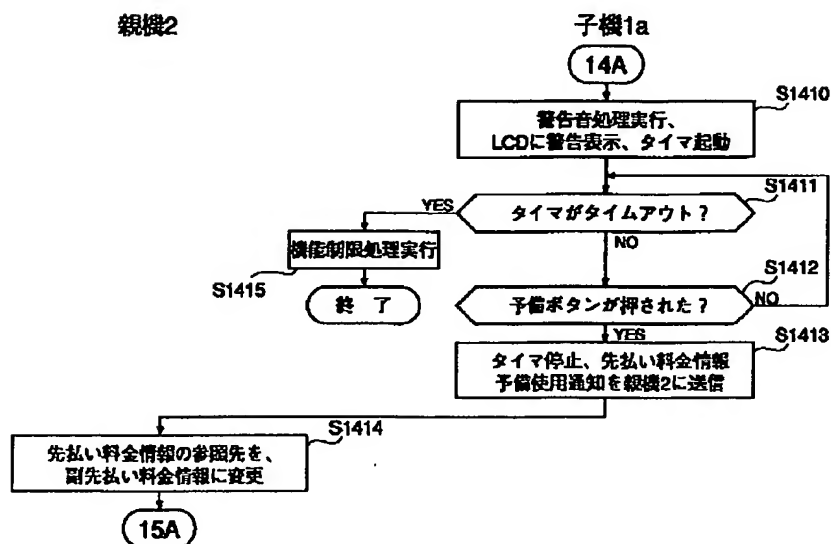 親機2
子機1a
14A
S1410
警告音処理実行、
LCDに警告表示、タイマ起動
S1411
タイマがタイムアウト？
YES
NO
機能制限処理実行
S1415
終 了
S1412
予備ボタンが押された？
NO
YES
S1413
タイマ停止、先払い料金情報
予備使用通知を親機2に送信
S1414
先払い料金情報の参照先を、
副先払い料金情報に変更
15A